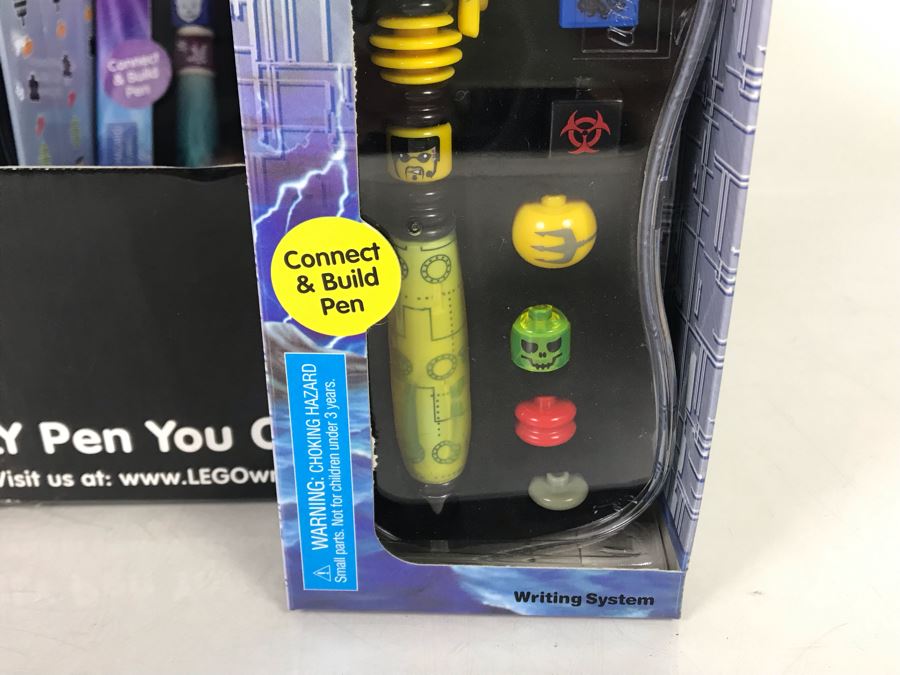 Connect
& Build
Pen
Connect
& Build
Pen
WARNING: CHOKING HAZARD
Small parts. Not for children under 3 years.
Y Pen You
Visit us at: www.LEGOwr
Writing System